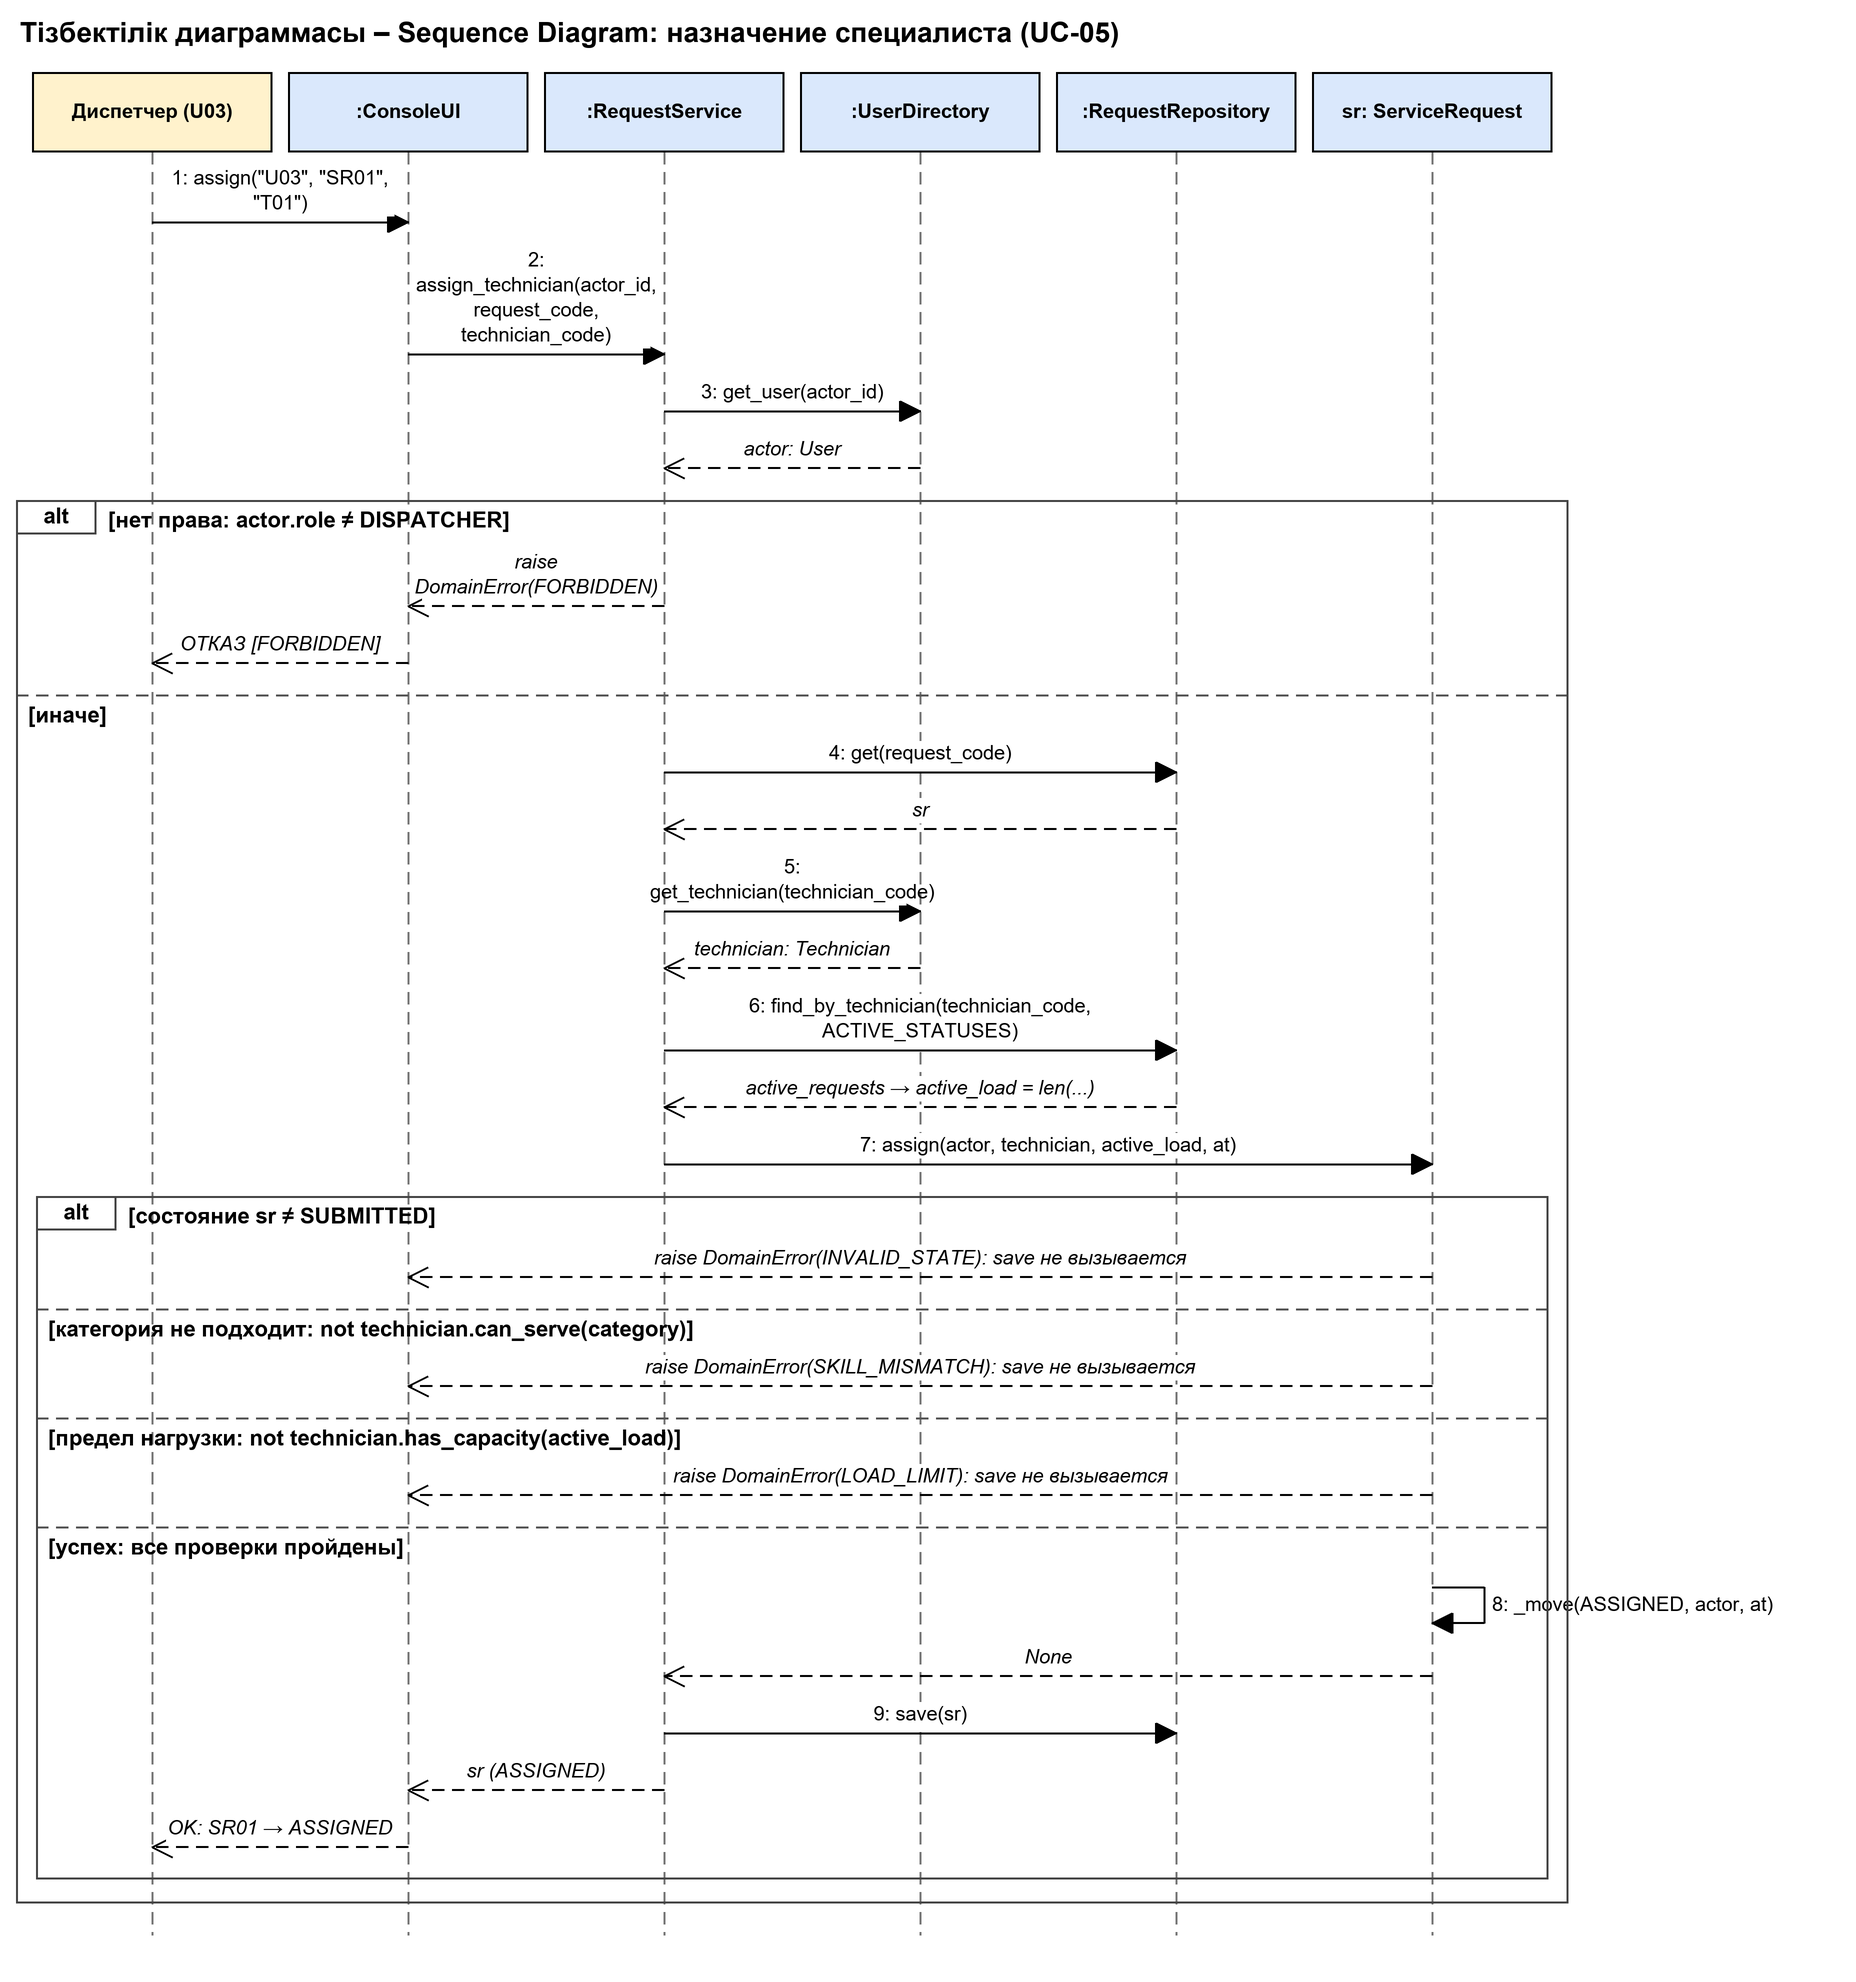 Тізбектілік диаграммасы – Sequence Diagram: назначение специалиста (UC-05)
Диспетчер (U03)
:ConsoleUI
:RequestService
:UserDirectory
:RequestRepository
sr: ServiceRequest
1: assign("U03", "SR01",
"T01")
2:
assign_technician(actor_id,
request_code,
technician_code)
3: get_user(actor_id)
actor: User
alt
[нет права: actor.role ≠ DISPATCHER]
raise
DomainError(FORBIDDEN)
ОТКАЗ [FORBIDDEN]
[иначе]
4: get(request_code)
sr
5:
get_technician(technician_code)
technician: Technician
6: find_by_technician(technician_code,
ACTIVE_STATUSES)
active_requests → active_load = len(...)
7: assign(actor, technician, active_load, at)
alt
[состояние sr ≠ SUBMITTED]
raise DomainError(INVALID_STATE): save не вызывается
[категория не подходит: not technician.can_serve(category)]
raise DomainError(SKILL_MISMATCH): save не вызывается
[предел нагрузки: not technician.has_capacity(active_load)]
raise DomainError(LOAD_LIMIT): save не вызывается
[успех: все проверки пройдены]
8: _move(ASSIGNED, actor, at)
None
9: save(sr)
sr (ASSIGNED)
OK: SR01 → ASSIGNED